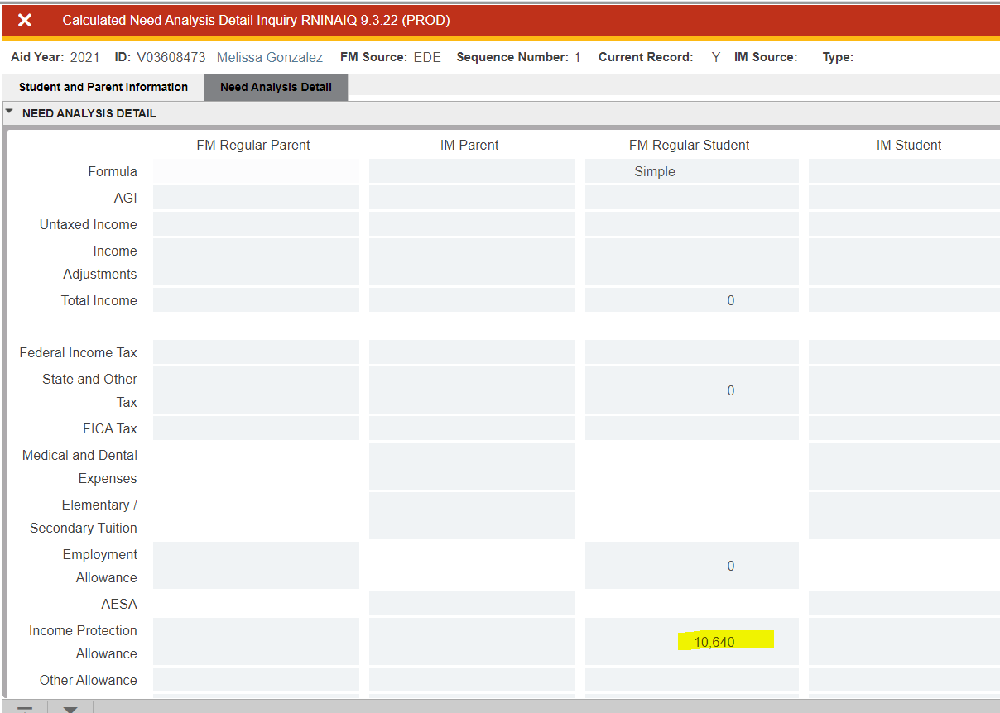 Calculated Need Analysis Detail Inquiry RNINAIQ 9.3.22 (PROD)
Aid Year: 2021 ID: V03608473 Melissa Gonzalez FM Source: EDE Sequence Number: 1 Current Record: Y IM Source: Type:
Student and Parent Information Need Analysis Detail
NEED ANALYSIS DETAIL
FM Regular Parent IM Parent FM Regular Student IM Student
Formula Simple
AGI
Untaxed Income
Income
Adjustments
Total Income 0
Federal Income Tax
State and Other
Tax 0
FICA Tax
Medical and Dental
Expenses
Elementary /
Secondary Tuition
Employment
Allowance 0
AESA
Income Protection
Allowance 10,640
Other Allowance